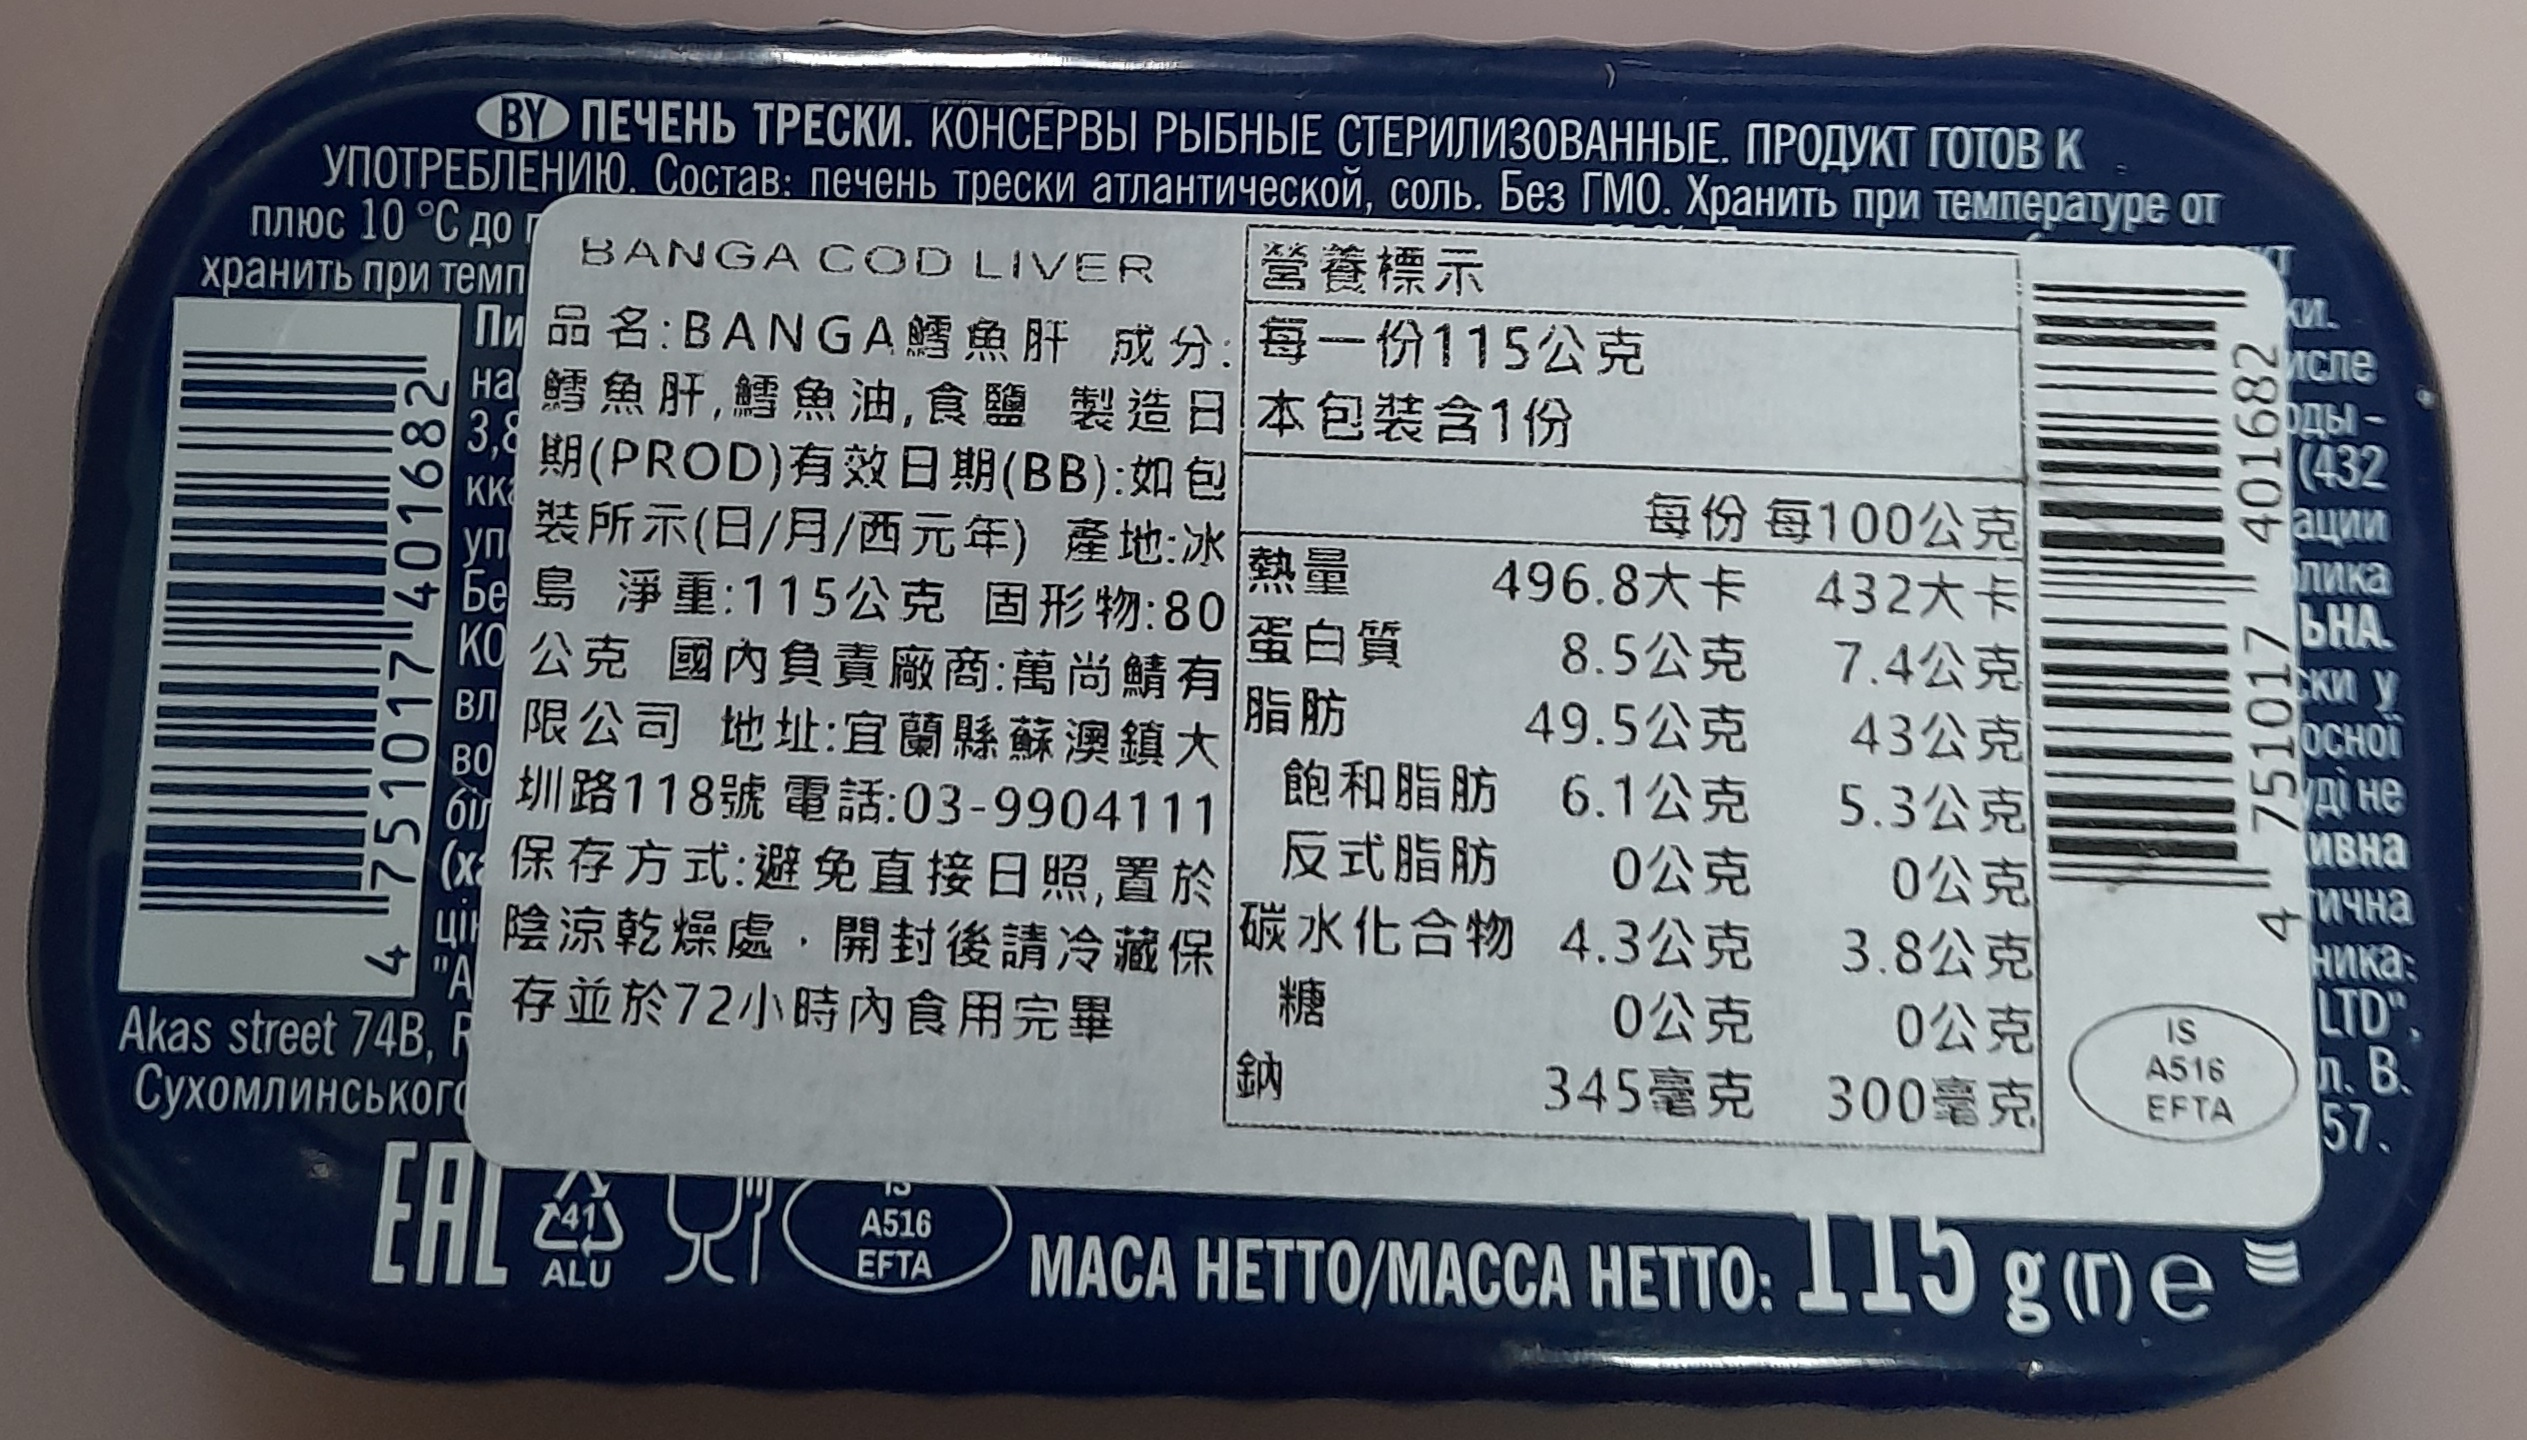 BY ПЕЧЕНЬ ТРЕСКИ. КОНСЕРВЫ РЫБНЫЕ СТЕРИЛИЗОВАННЫЕ. ПРОДУКТ ГОТОВ К
УПОТРЕБЛЕНИЮ. Состав: печень трески атлантической, соль. Без ГМО. Хранить при температуре от
плюс 10 °C до
хранить при
4 751017 401682
Akas street 74B,
BANGA COD LIVER
品名:BANGA鱈魚肝 成分:
鱈魚肝,鱈魚油,食鹽 製造日
期(PROD)有效日期(BB):如包
裝所示(日/月/西元年) 產地:冰
島 淨重:115公克 固形物:80
公克 國內負責廠商:萬尚鯖有
限公司 地址:宜蘭縣蘇澳鎮大
圳路118號 電話:03-9904111
保存方式:避免直接日照,置於
陰涼乾燥處·開封後請冷藏保
存並於72小時內食用完畢
營養標示
每一份115公克
本包裝含1份
每份 每100公克
熱量 496.8大卡 432大卡
蛋白質 8.5公克 7.4公克
脂肪 49.5公克 43公克
飽和脂肪 6.1公克 5.3公克
反式脂肪 0公克 0公克
碳水化合物 4.3公克 3.8公克
糖 0公克 0公克
鈉 345毫克 300毫克
4 751017 401682
IS
A516
EFTA
(432
LTD".
57.
EAC
41
ALU
IS
A516
EFTA
МАСА НЕТТО/МАССА НЕТТО: 115 g (г) e